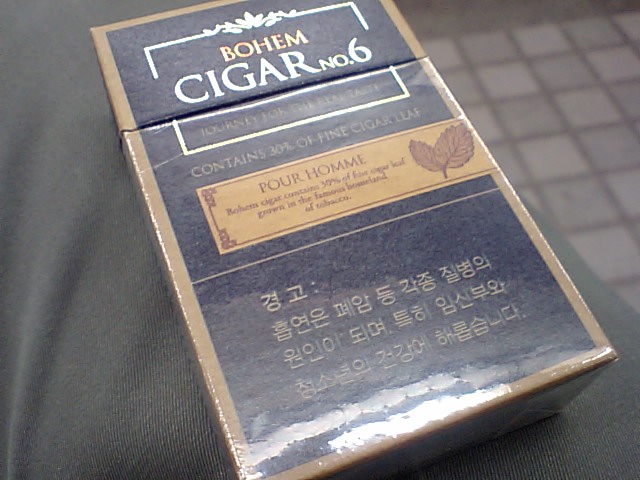 BOHEM
CIGAR NO.6
JOURNEY FOR THE REAL TASTE
CONTAINS 30% OF FINE CIGAR LEAF
POUR HOMME
Bohem cigar contains 30% of fine cigar leaf
grown in the famous homeland
of tobacco.
경고:
흡연은 폐암 등 각종 질병의
원인이 되며 특히 임신부와
청소년의 건강에 해롭습니다.